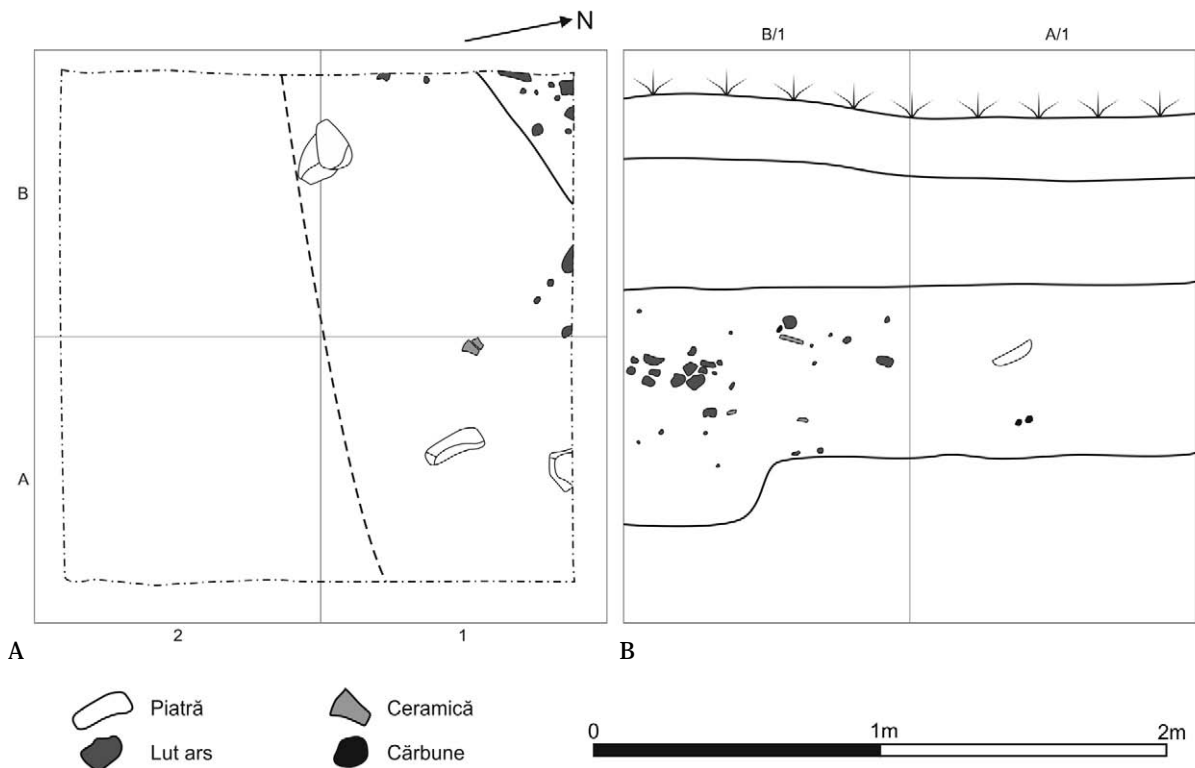 N
B
A
2
1
A
B/1
A/1
B
Piatră
Ceramică
Lut ars
Cărbune
0
1m
2m